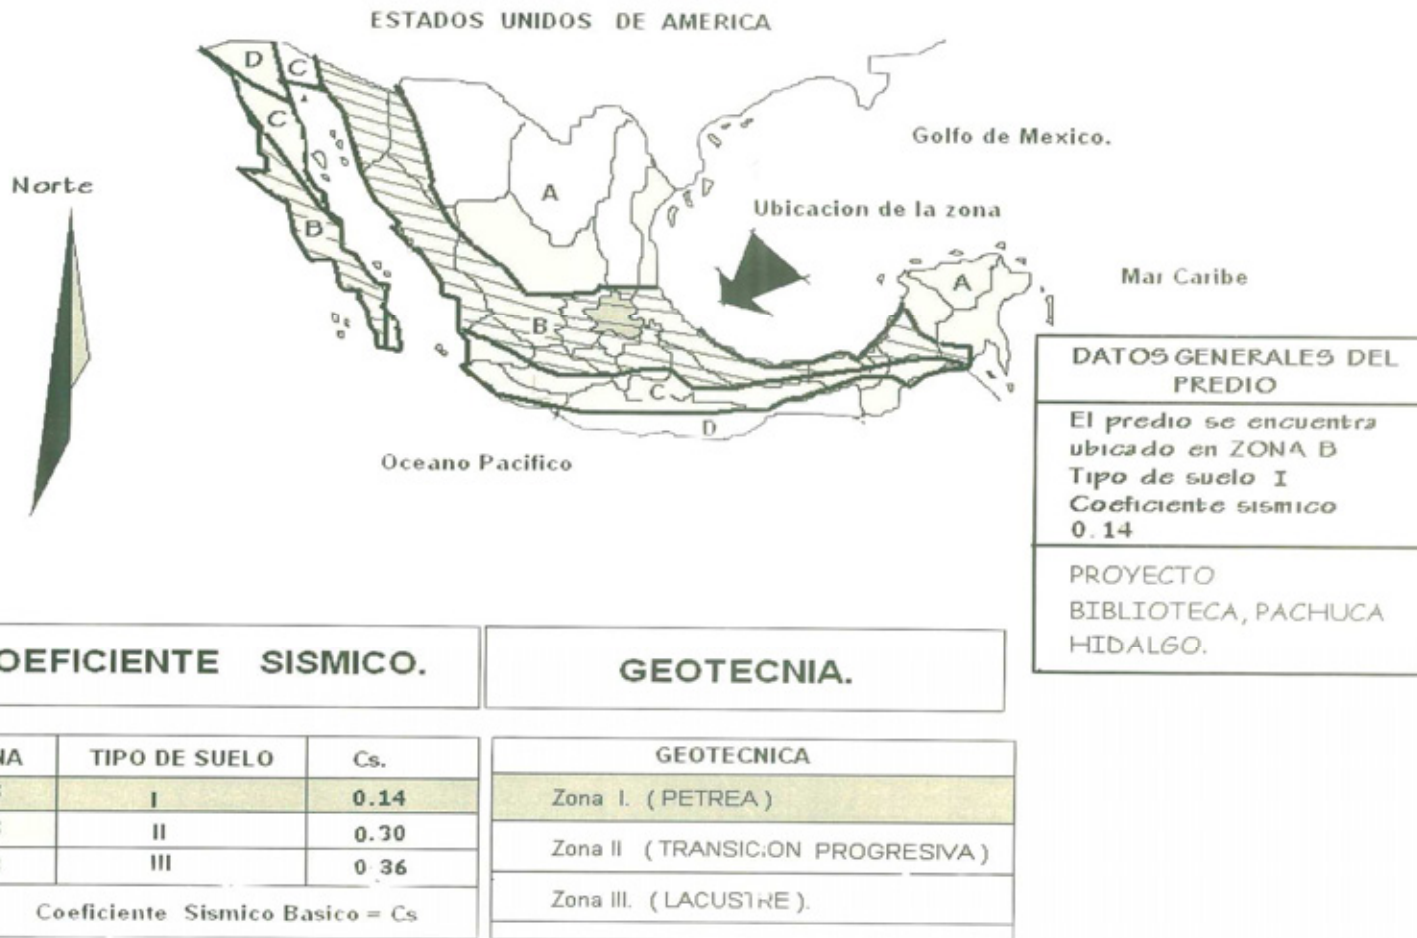 ESTADOS UNIDOS DE AMERICA
D
C
C
Golfo de Mexico.
Norte
A
Ubicacion de la zona
B
A
Mar Caribe
B
C
D
Oceano Pacifico
DATOS GENERALES DEL
PREDIO
El predio se encuentra
ubicado en ZONA B
Tipo de suelo I
Coeficiente sismico
0.14
PROYECTO
BIBLIOTECA, PACHUCA
HIDALGO.
OEFICIENTE SISMICO.
GEOTECNIA.
NA TIPO DE SUELO Cs.
I 0.14
II 0.30
III 0.36
Coeficiente Sismico Basico = Cs
GEOTECNICA
Zona I. (PETREA)
Zona II (TRANSICION PROGRESIVA)
Zona III. (LACUSTRE).